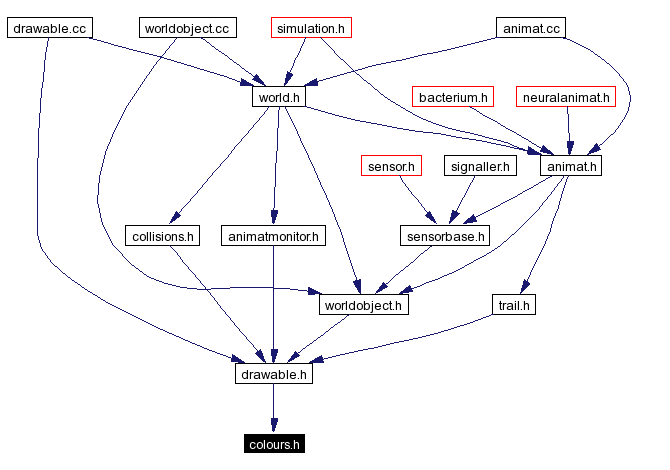 drawable.cc
worldobject.cc
simulation.h
animat.cc
world.h
bacterium.h
neuralanimat.h
sensor.h
signaller.h
animat.h
collisions.h
animatmonitor.h
sensorbase.h
worldobject.h
trail.h
drawable.h
colours.h